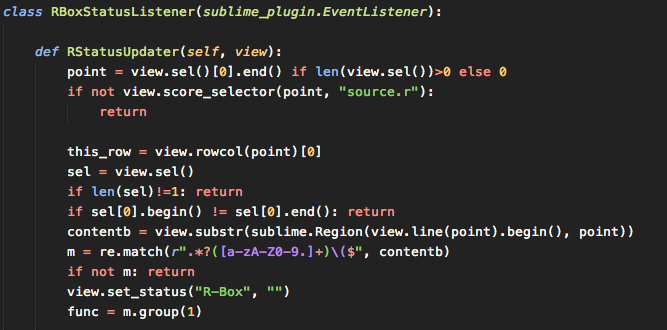 class RBoxStatusListener(sublime_plugin.EventListener):
    def RStatusUpdater(self, view):
        point = view.sel()[0].end() if len(view.sel())>0 else 0
        if not view.score_selector(point, "source.r"):
            return
        this_row = view.rowcol(point)[0]
        sel = view.sel()
        if len(sel)!=1: return
        if sel[0].begin() != sel[0].end(): return
        contentb = view.substr(sublime.Region(view.line(point).begin(), point))
        m = re.match(r".*?([a-zA-Z0-9.]+)\($", contentb)
        if not m: return
        view.set_status("R-Box", "")
        func = m.group(1)